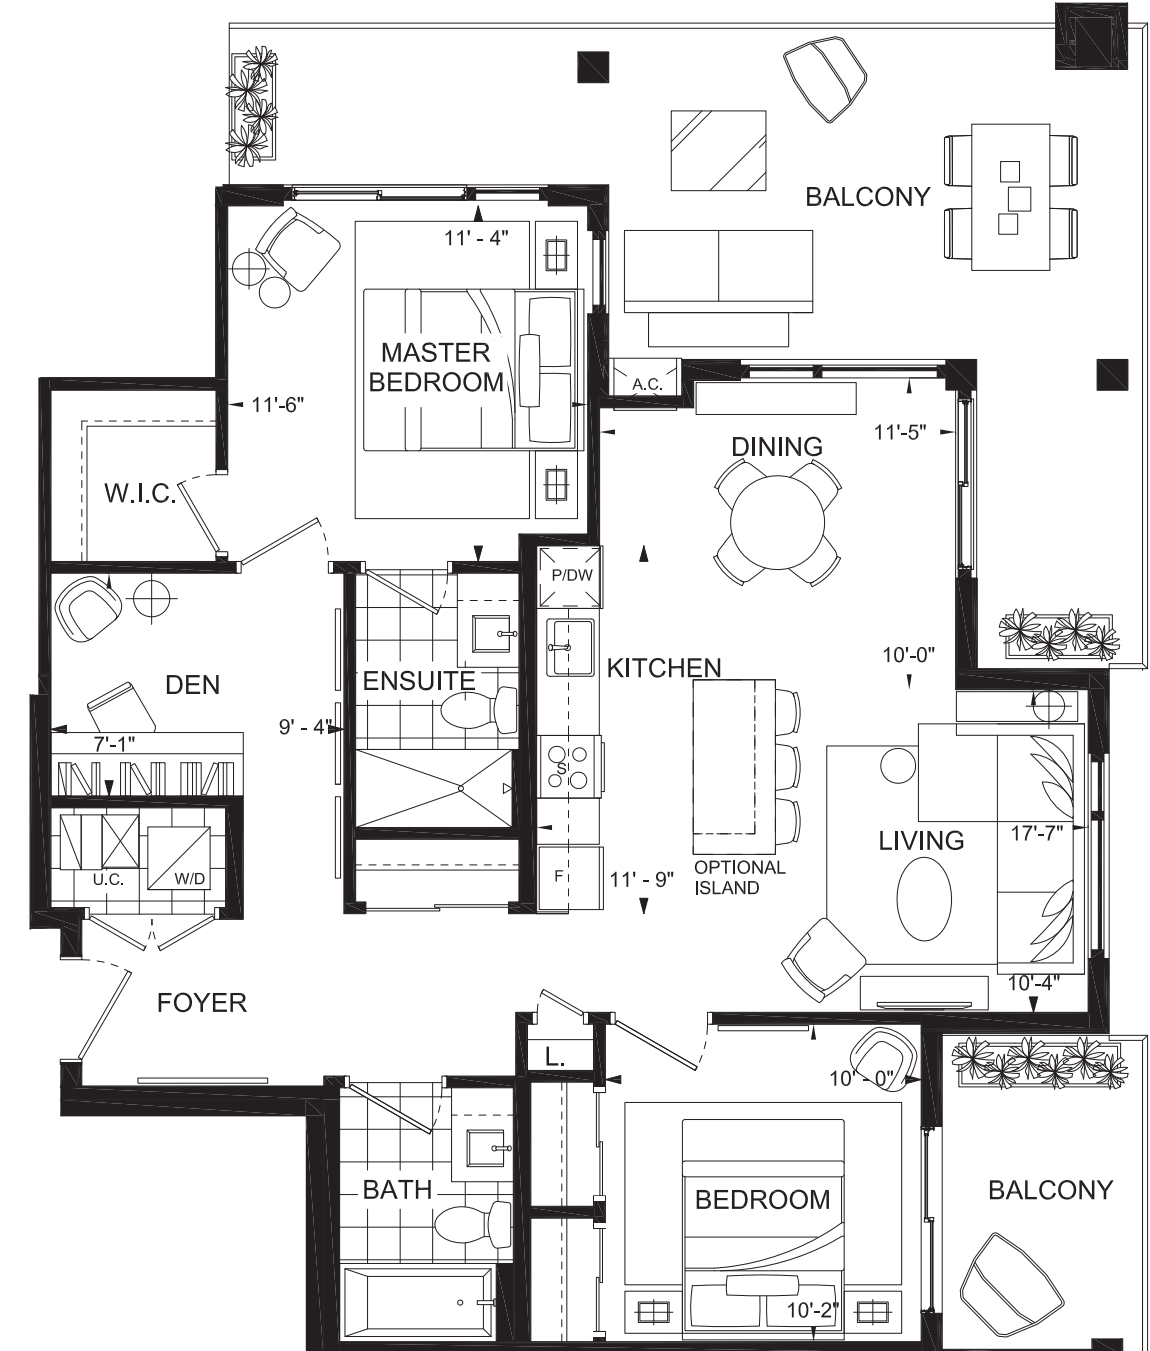 BALCONY
11' - 4"
MASTER
BEDROOM
A.C.
11'-6"
11'-5"
DINING
W.I.C.
P/DW
10'-0"
KITCHEN
ENSUITE
DEN
9' - 4"
7'-1"
S
17'-7"
LIVING
OPTIONAL
ISLAND
U.C.
W/D
F
11' - 9"
10'-4"
FOYER
L.
10' - 0"
BATH
BEDROOM
BALCONY
10'-2"